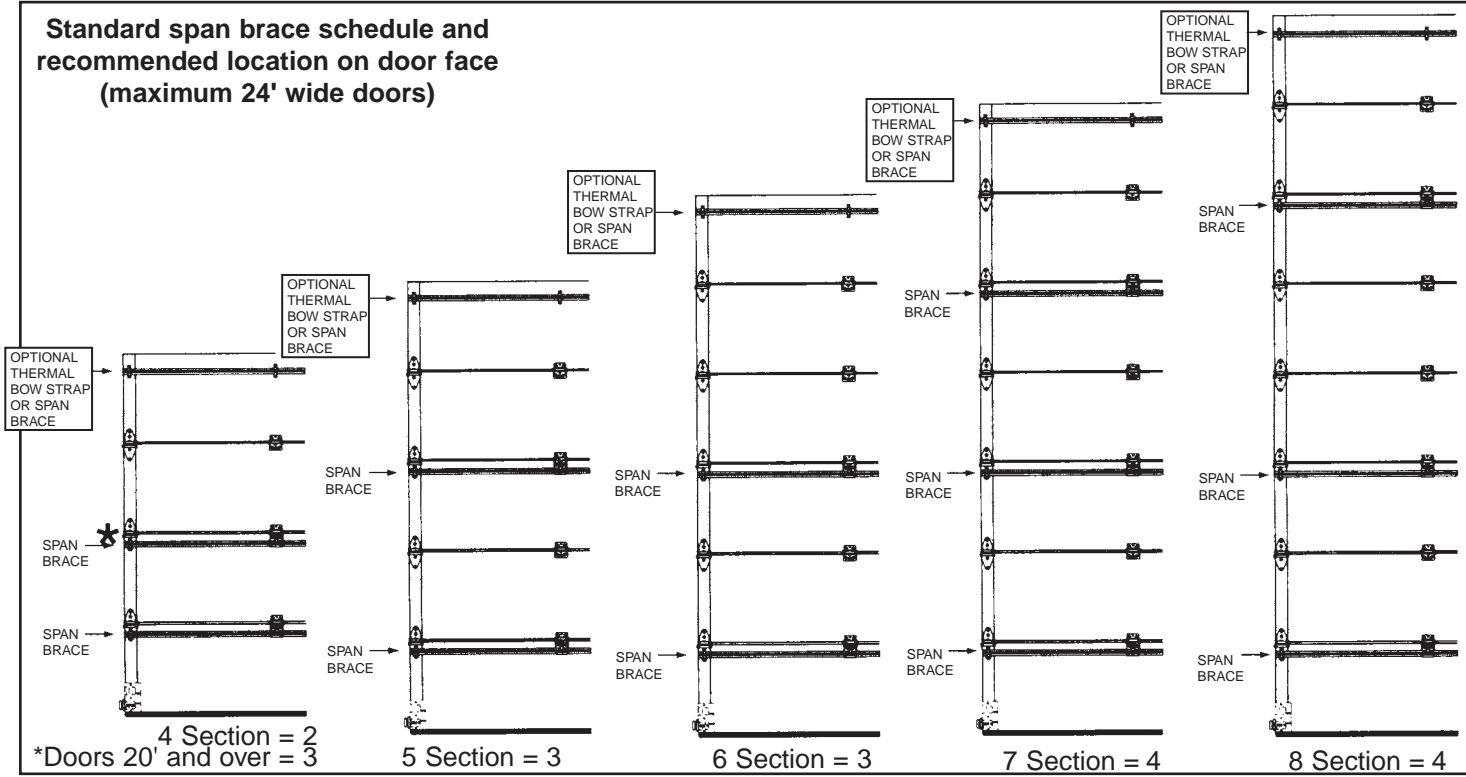 Standard span brace schedule and
recommended location on door face
(maximum 24' wide doors)
OPTIONAL
THERMAL
BOW STRAP
OR SPAN
BRACE
*
SPAN
BRACE
SPAN
BRACE
4 Section = 2
*Doors 20' and over = 3
OPTIONAL
THERMAL
BOW STRAP
OR SPAN
BRACE
SPAN
BRACE
SPAN
BRACE
5 Section = 3
OPTIONAL
THERMAL
BOW STRAP
OR SPAN
BRACE
SPAN
BRACE
SPAN
BRACE
6 Section = 3
OPTIONAL
THERMAL
BOW STRAP
OR SPAN
BRACE
SPAN
BRACE
SPAN
BRACE
SPAN
BRACE
7 Section = 4
OPTIONAL
THERMAL
BOW STRAP
OR SPAN
BRACE
SPAN
BRACE
SPAN
BRACE
SPAN
BRACE
8 Section = 4